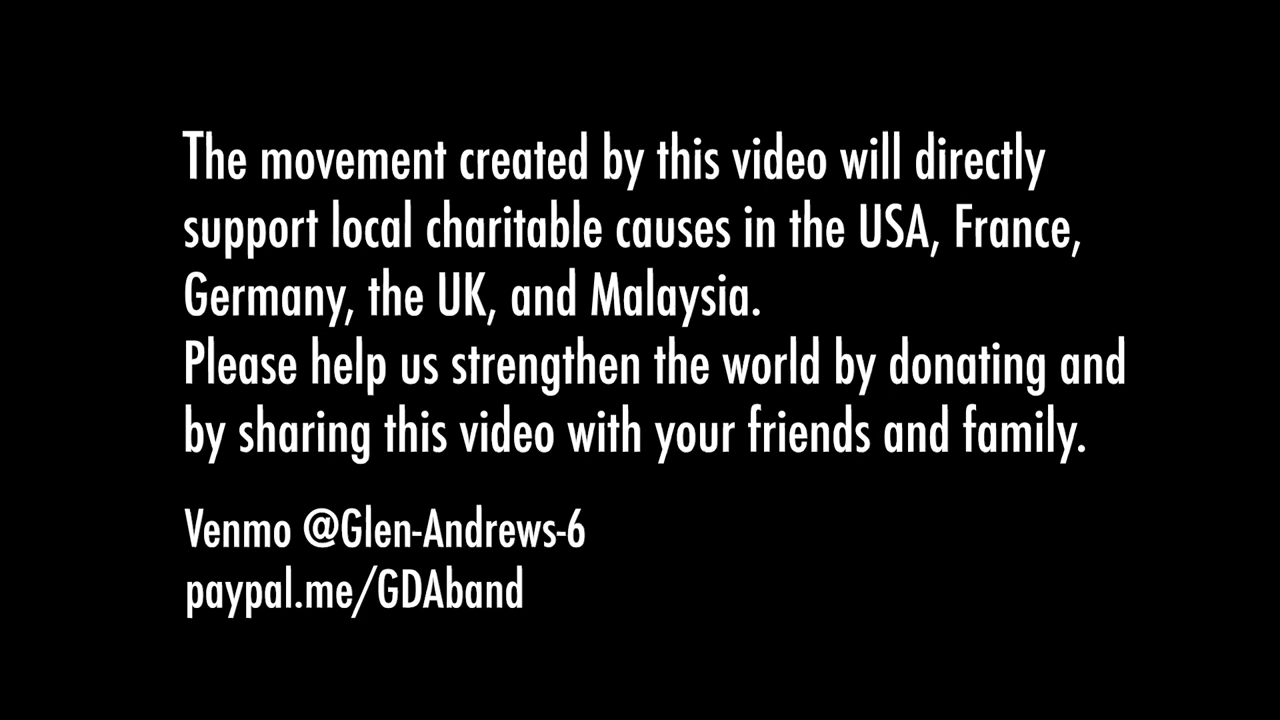 The movement created by this video will directly
support local charitable causes in the USA, France,
Germany, the UK, and Malaysia.
Please help us strengthen the world by donating and
by sharing this video with your friends and family.
Venmo @Glen-Andrews-6
paypal.me/GDAband